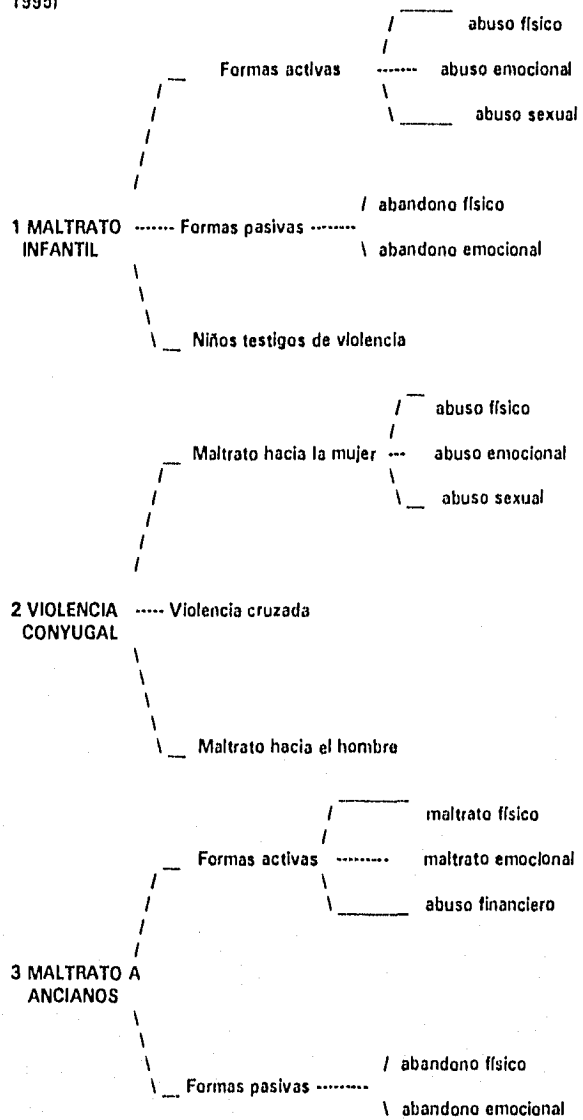 1995)
abuso físico
Formas activas ------- abuso emocional
abuso sexual
abandono físico
1 MALTRATO ------- Formas pasivas --------
INFANTIL
abandono emocional
Niños testigos de violencia
abuso físico
Maltrato hacia la mujer --- abuso emocional
abuso sexual
2 VIOLENCIA ----- Violencia cruzada
CONYUGAL
Maltrato hacia el hombre
maltrato físico
Formas activas --------- maltrato emocional
abuso financiero
3 MALTRATO A
ANCIANOS
abandono físico
Formas pasivas --------
abandono emocional